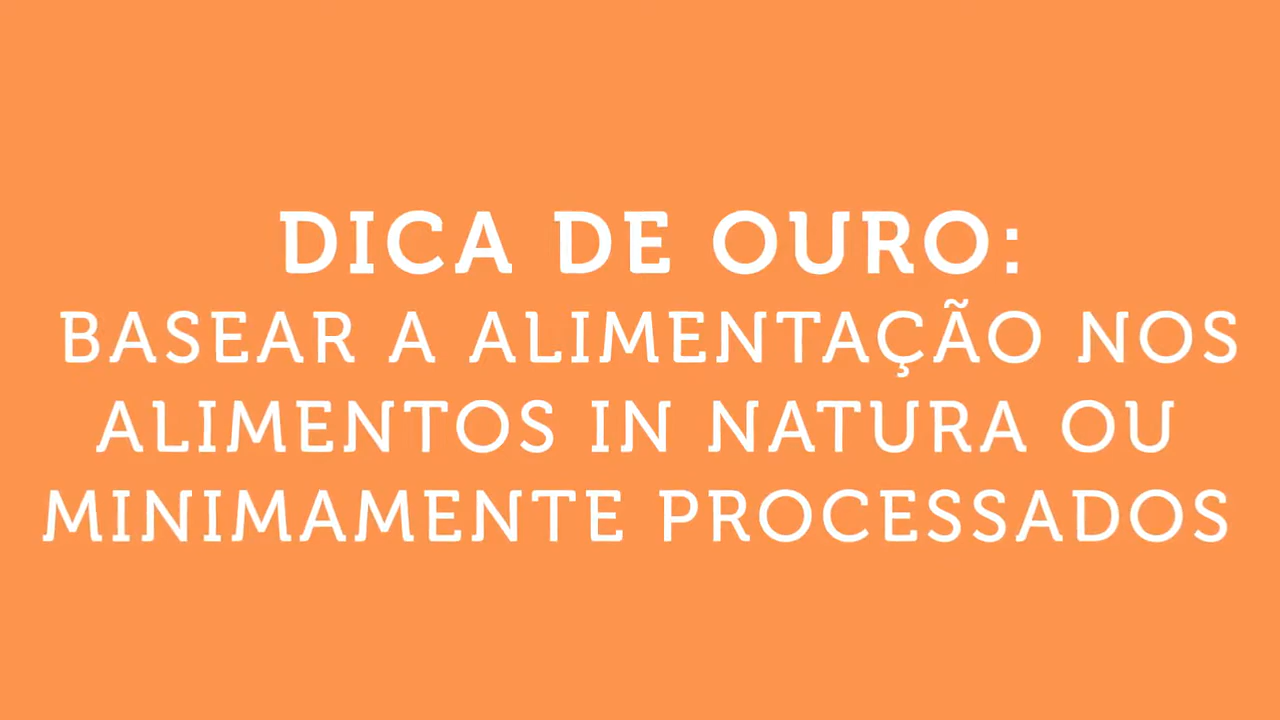 DICA DE OURO:
BASEAR A ALIMENTAÇÃO NOS
ALIMENTOS IN NATURA OU
MINIMAMENTE PROCESSADOS